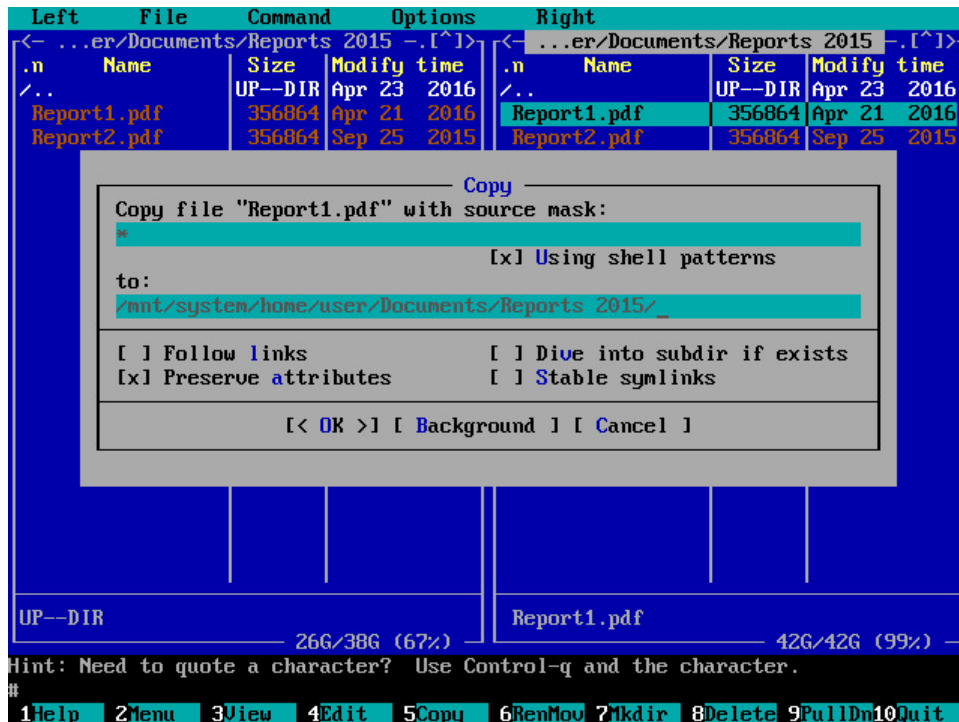 Left File Command Options Right
<– ...er/Documents/Reports 2015 –.[^]> <– ...er/Documents/Reports 2015 –.[^]>
.n Name Size Modify time .n Name Size Modify time
/.. UP--DIR Apr 23 2016 /.. UP--DIR Apr 23 2016
Report1.pdf 356864 Apr 21 2016 Report1.pdf 356864 Apr 21 2016
Report2.pdf 356864 Sep 25 2015 Report2.pdf 356864 Sep 25 2015
Copy
Copy file "Report1.pdf" with source mask:
*
[x] Using shell patterns
to:
/mnt/system/home/user/Documents/Reports 2015/_
[ ] Follow links [ ] Dive into subdir if exists
[x] Preserve attributes [ ] Stable symlinks
[< OK >] [ Background ] [ Cancel ]
UP--DIR Report1.pdf
26G/38G (67%) 42G/42G (99%)
Hint: Need to quote a character? Use Control-q and the character.
#
1Help 2Menu 3View 4Edit 5Copy 6RenMov 7Mkdir 8Delete 9PullDn 10Quit